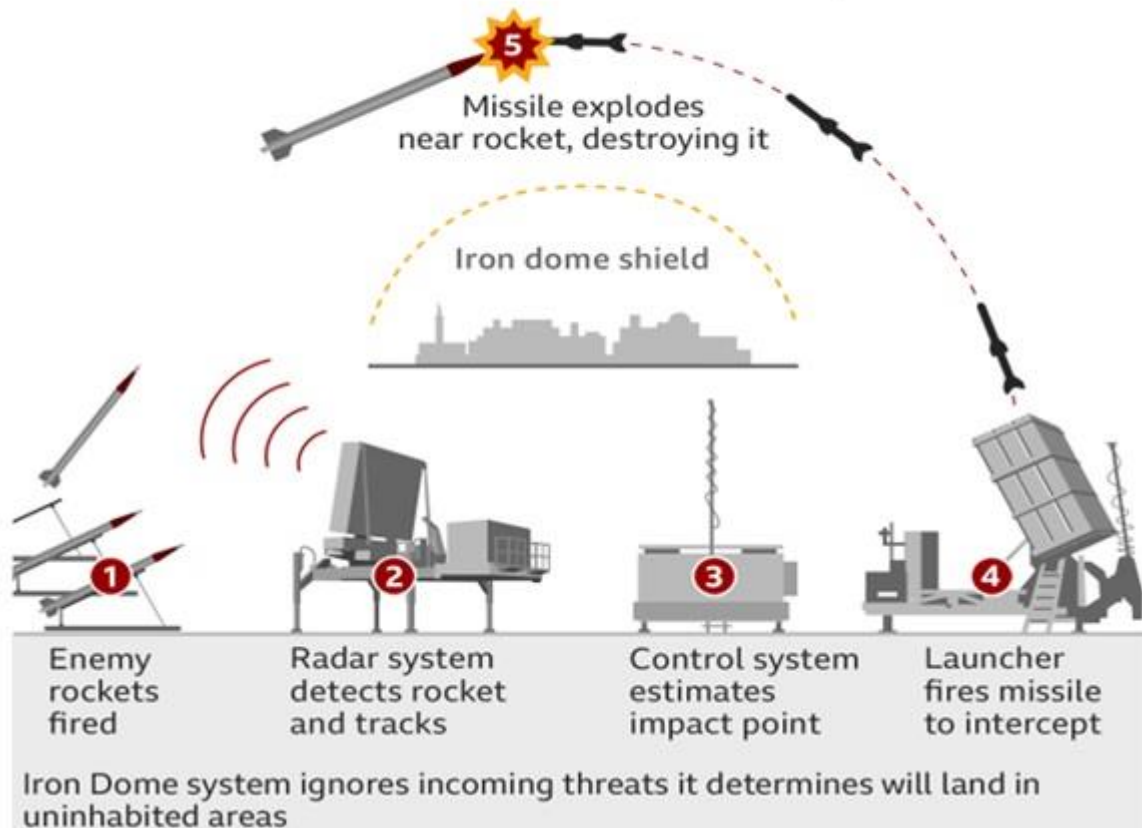 5
Missile explodes
near rocket, destroying it
Iron dome shield
1
2
3
4
Enemy
rockets
fired
Radar system
detects rocket
and tracks
Control system
estimates
impact point
Launcher
fires missile
to intercept
Iron Dome system ignores incoming threats it determines will land in
uninhabited areas